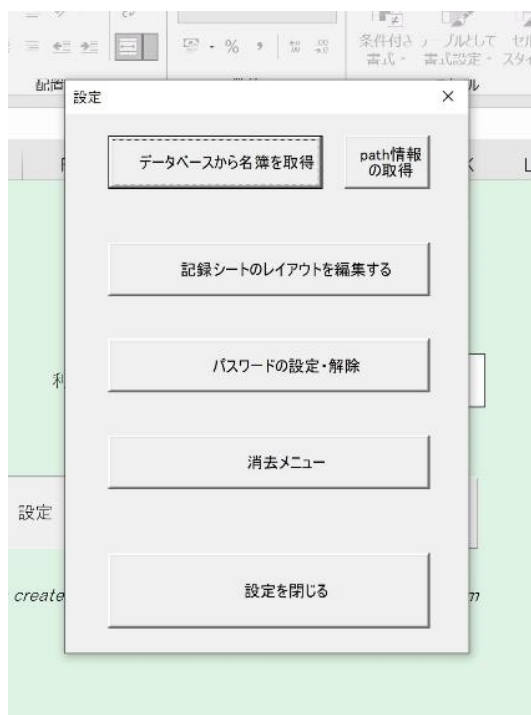 条件付き テーブルとして セル
書式 書式設定 スタイ
配置
設定
データベースから名簿を取得
path情報
の取得
記録シートのレイアウトを編集する
パスワードの設定・解除
消去メニュー
設定
設定を閉じる
create